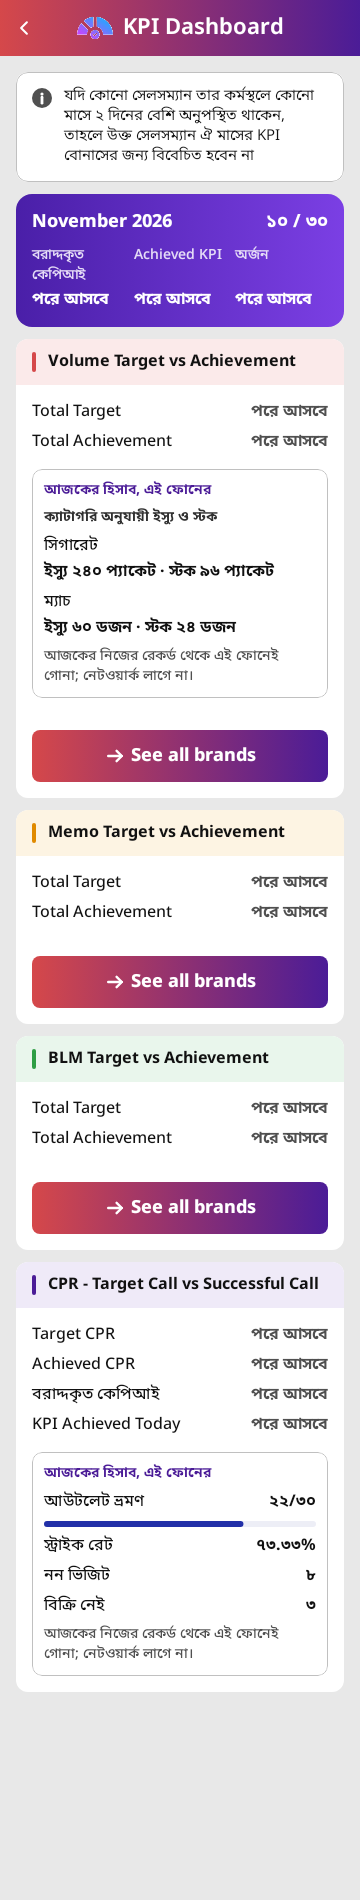 KPI Dashboard
যদি কোনো সেলসম্যান তার কর্মস্থলে কোনো
মাসে ২ দিনের বেশি অনুপস্থিত থাকেন,
তাহলে উক্ত সেলসম্যান ঐ মাসের KPI
বোনাসের জন্য বিবেচিত হবেন না
November 2026 ১০ / ৩০
বরাদ্দকৃত কেপিআই Achieved KPI অর্জন
পরে আসবে পরে আসবে পরে আসবে
Volume Target vs Achievement
Total Target পরে আসবে
Total Achievement পরে আসবে
আজকের হিসাব, এই ফোনের
ক্যাটাগরি অনুযায়ী ইস্যু ও স্টক
সিগারেট
ইস্যু ২৪০ প্যাকেট · স্টক ৯৬ প্যাকেট
ম্যাচ
ইস্যু ৬০ ডজন · স্টক ২৪ ডজন
আজকের নিজের রেকর্ড থেকে এই ফোনেই
গোনা; নেটওয়ার্ক লাগে না।
→ See all brands
Memo Target vs Achievement
Total Target পরে আসবে
Total Achievement পরে আসবে
→ See all brands
BLM Target vs Achievement
Total Target পরে আসবে
Total Achievement পরে আসবে
→ See all brands
CPR - Target Call vs Successful Call
Target CPR পরে আসবে
Achieved CPR পরে আসবে
বরাদ্দকৃত কেপিআই পরে আসবে
KPI Achieved Today পরে আসবে
আজকের হিসাব, এই ফোনের
আউটলেট ভ্রমণ ২২/৩০
স্ট্রাইক রেট ৭৩.৩৩%
নন ভিজিট ৮
বিক্রি নেই ৩
আজকের নিজের রেকর্ড থেকে এই ফোনেই
গোনা; নেটওয়ার্ক লাগে না।